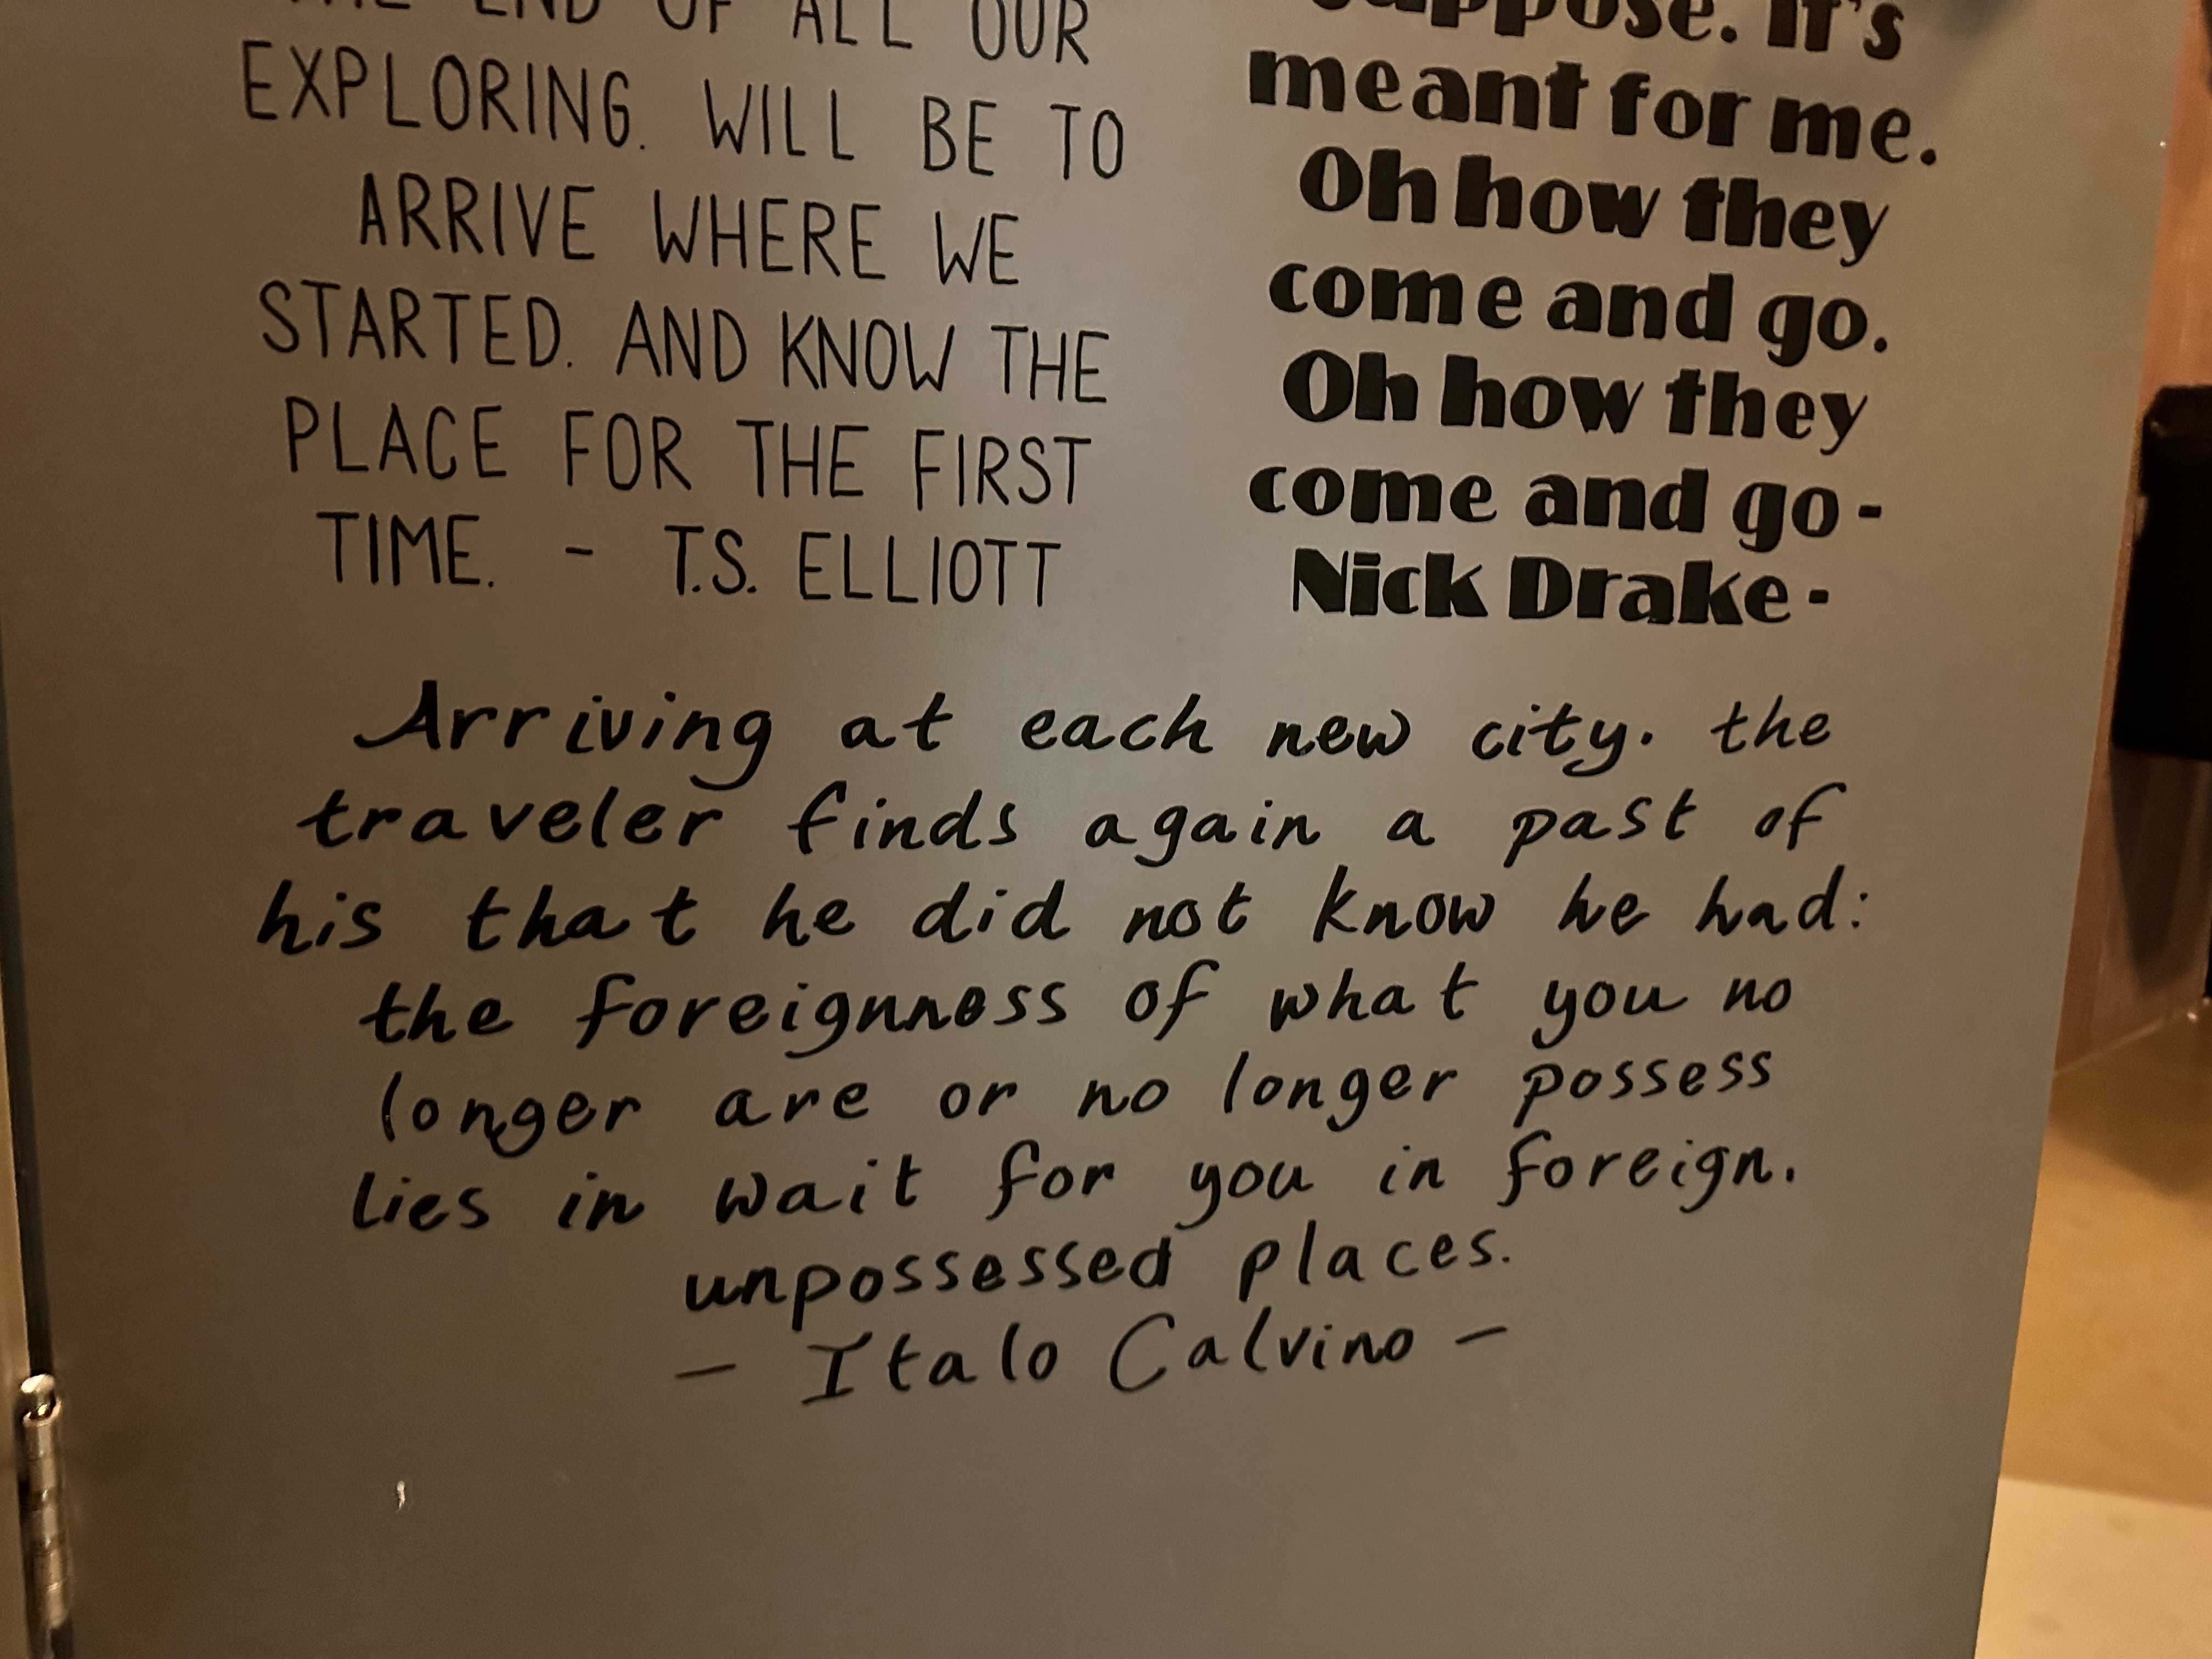 THE END OF ALL OUR
EXPLORING. WILL BE TO
ARRIVE WHERE WE
STARTED. AND KNOW THE
PLACE FOR THE FIRST
TIME. - T.S. ELLIOTT
suppose. It's
meant for me.
Oh how they
come and go.
Oh how they
come and go -
Nick Drake -
Arriving at each new city. the
traveler finds again a past of
his that he did not know he had:
the foreignness of what you no
longer are or no longer possess
lies in wait for you in foreign.
unpossessed places.
— Italo Calvino —